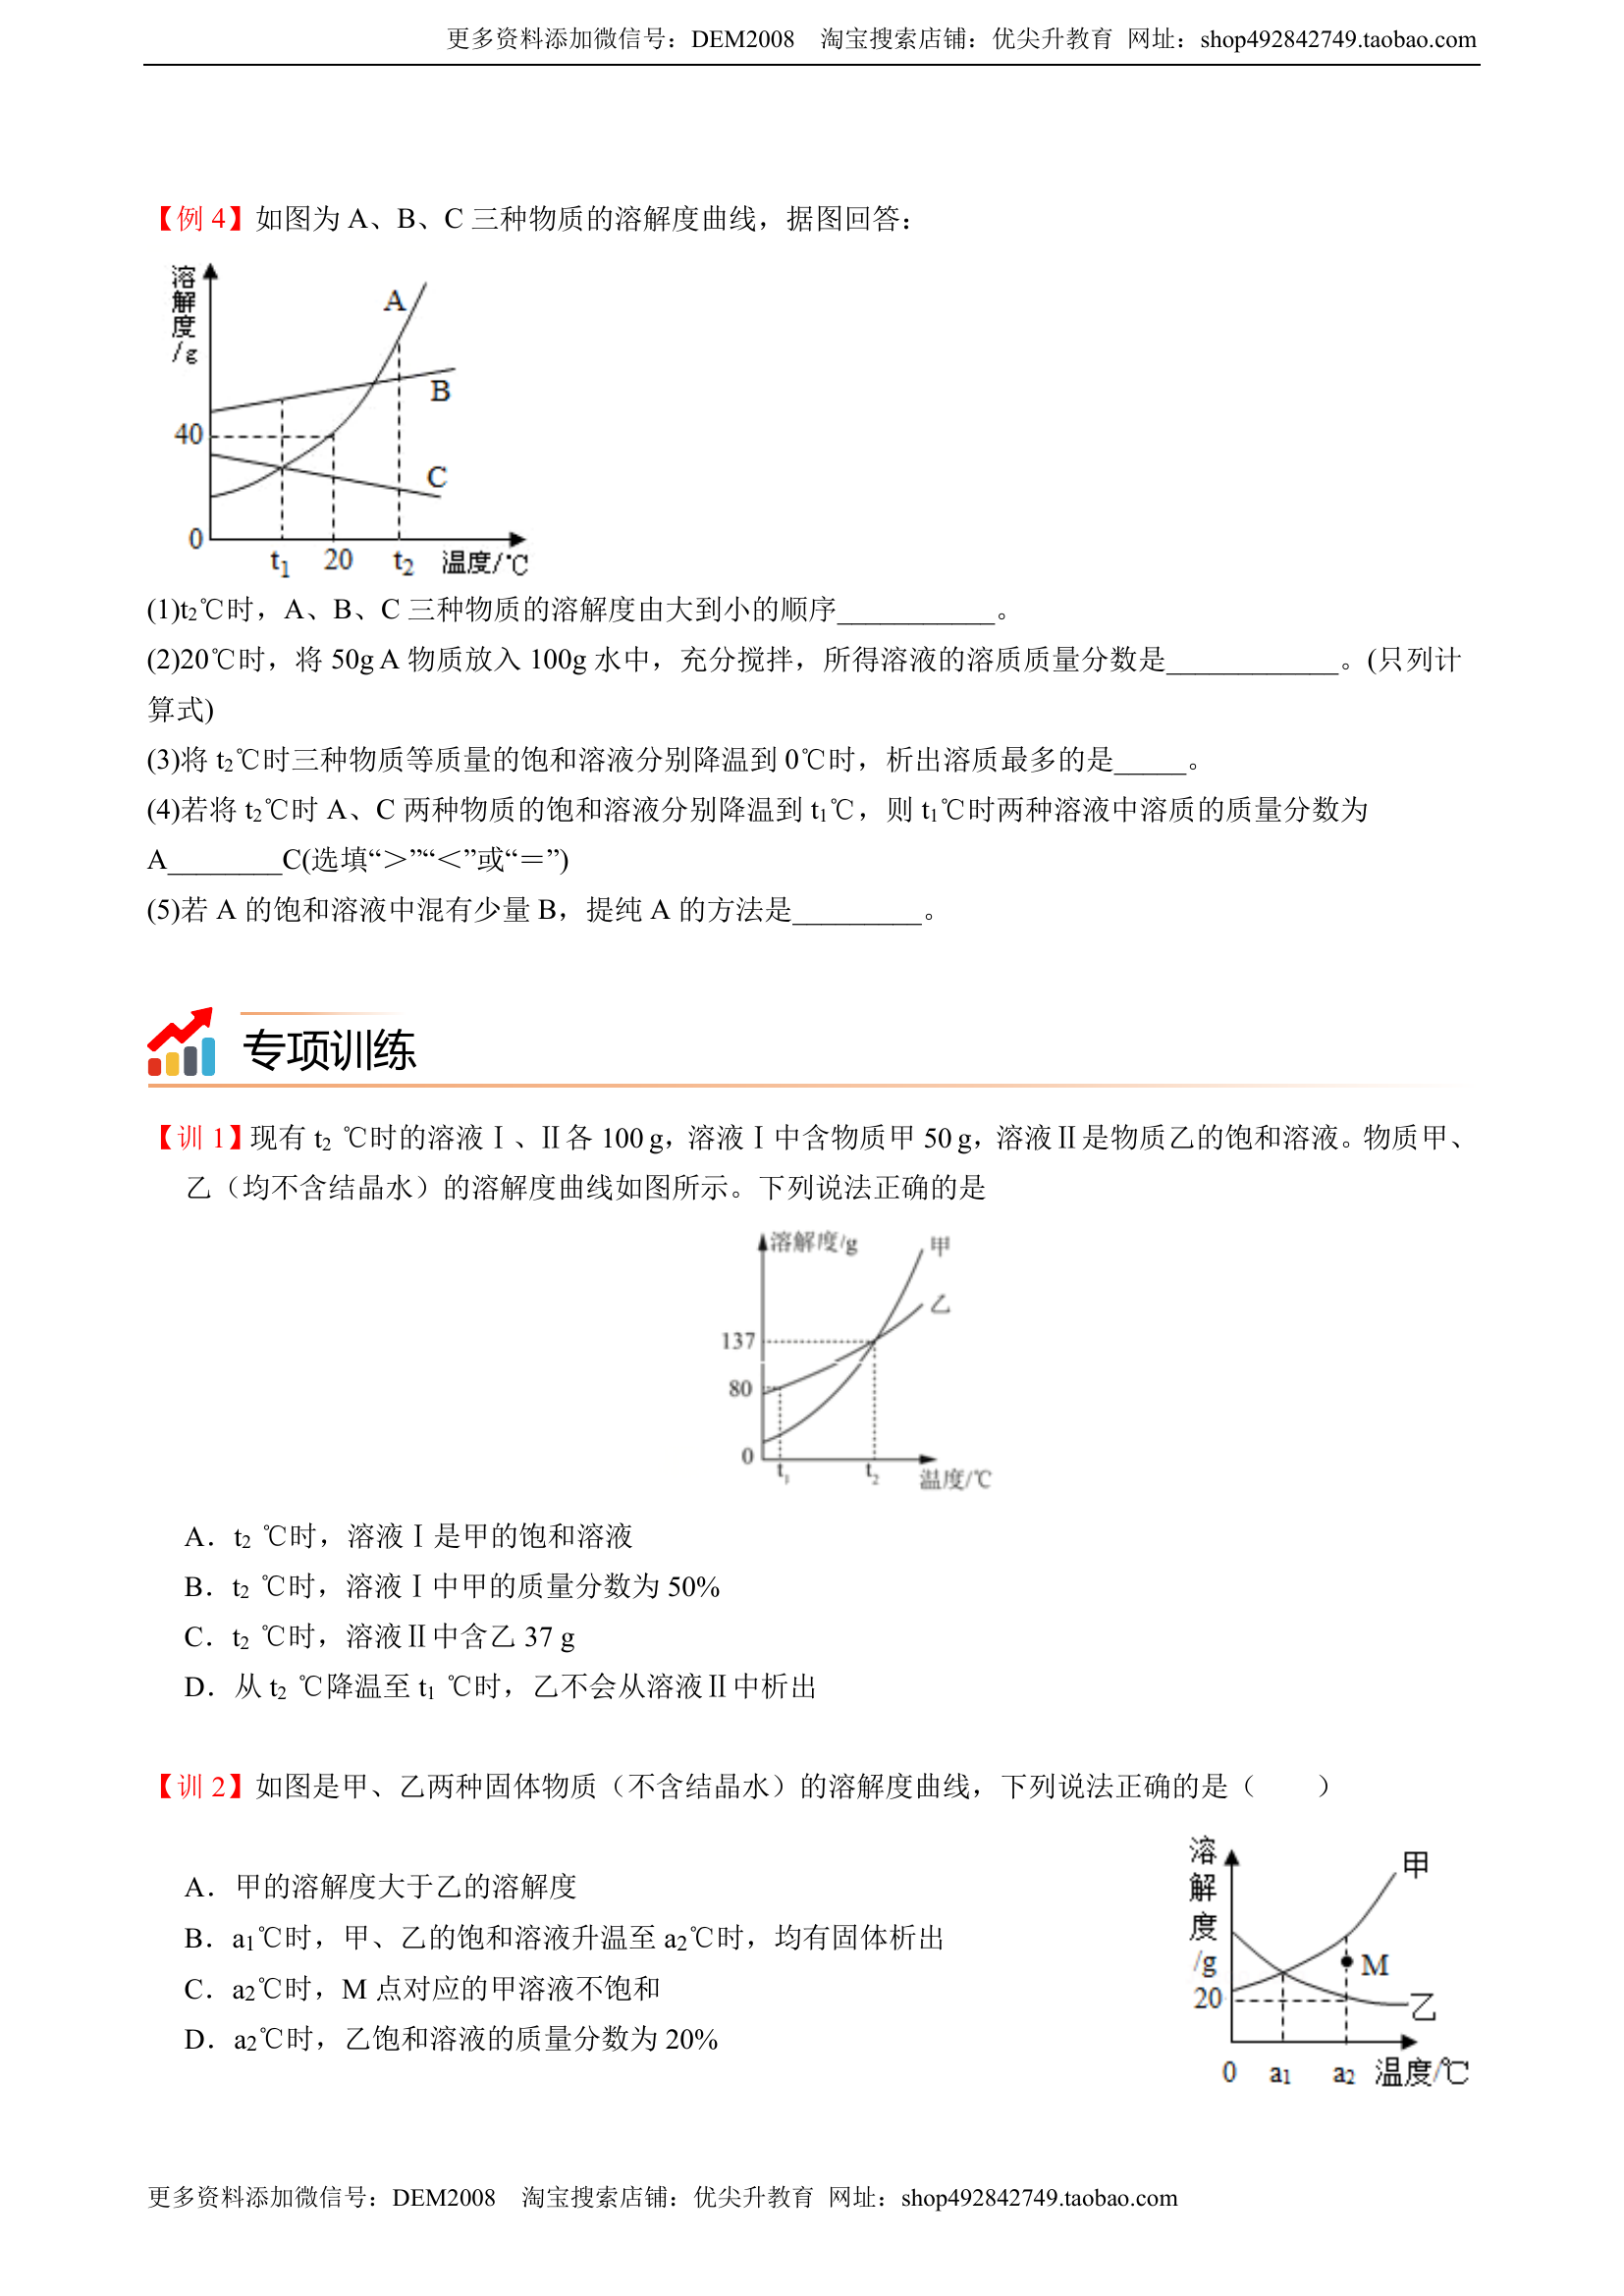 更多资料添加微信号：DEM2008 淘宝搜索店铺：优尖升教育 网址：shop492842749.taobao.com
【例 4】如图为 A、B、C 三种物质的溶解度曲线，据图回答：
溶解度/g
A
B
40
C
0
t₁ 20 t₂ 温度/℃
(1)t₂℃时，A、B、C 三种物质的溶解度由大到小的顺序___________。
(2)20℃时，将 50g A 物质放入 100g 水中，充分搅拌，所得溶液的溶质质量分数是____________。(只列计
算式)
(3)将 t₂℃时三种物质等质量的饱和溶液分别降温到 0℃时，析出溶质最多的是_____。
(4)若将 t₂℃时 A、C 两种物质的饱和溶液分别降温到 t₁℃，则 t₁℃时两种溶液中溶质的质量分数为
A________C(选填“＞”“＜”或“＝”)
(5)若 A 的饱和溶液中混有少量 B，提纯 A 的方法是_________。
专项训练
【训 1】现有 t₂ ℃时的溶液Ⅰ、Ⅱ各 100 g，溶液Ⅰ中含物质甲 50 g，溶液Ⅱ是物质乙的饱和溶液。物质甲、
乙（均不含结晶水）的溶解度曲线如图所示。下列说法正确的是
溶解度/g
甲
乙
137
80
0
t₁ t₂ 温度/℃
A．t₂ ℃时，溶液Ⅰ是甲的饱和溶液
B．t₂ ℃时，溶液Ⅰ中甲的质量分数为 50%
C．t₂ ℃时，溶液Ⅱ中含乙 37 g
D．从 t₂ ℃降温至 t₁ ℃时，乙不会从溶液Ⅱ中析出
【训 2】如图是甲、乙两种固体物质（不含结晶水）的溶解度曲线，下列说法正确的是（　　）
A．甲的溶解度大于乙的溶解度
B．a₁℃时，甲、乙的饱和溶液升温至 a₂℃时，均有固体析出
C．a₂℃时，M 点对应的甲溶液不饱和
D．a₂℃时，乙饱和溶液的质量分数为 20%
溶解度/g
甲
M
20
乙
0 a₁ a₂ 温度/℃
更多资料添加微信号：DEM2008 淘宝搜索店铺：优尖升教育 网址：shop492842749.taobao.com